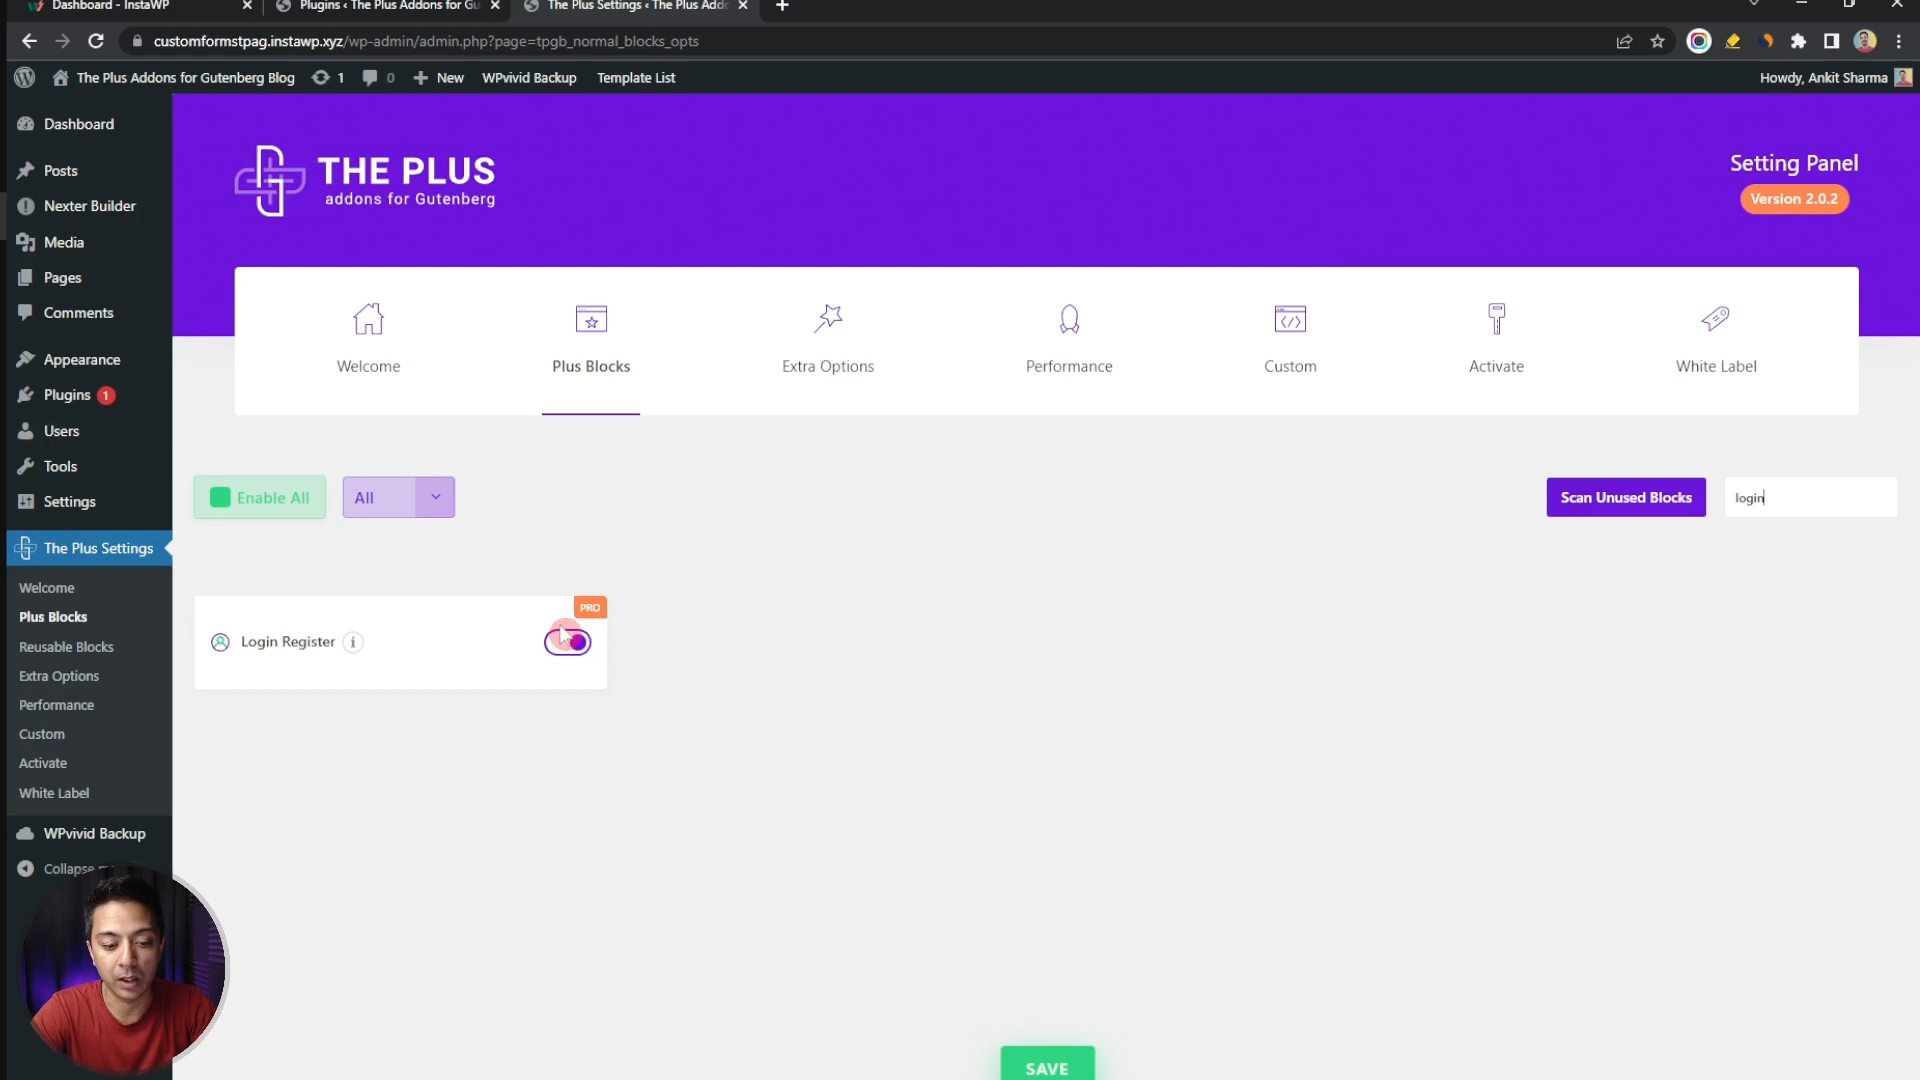 Dashboard - InstaWP
Plugins ‹ The Plus Addons for Gu
The Plus Settings ‹ The Plus Addo
customformstpag.instawp.xyz/wp-admin/admin.php?page=tpgb_normal_blocks_opts
The Plus Addons for Gutenberg Blog
1
0
New
WPvivid Backup
Template List
Howdy, Ankit Sharma
Dashboard
Posts
Nexter Builder
Media
Pages
Comments
Appearance
Plugins 1
Users
Tools
Settings
The Plus Settings
Welcome
Plus Blocks
Reusable Blocks
Extra Options
Performance
Custom
Activate
White Label
WPvivid Backup
Collapse
THE PLUS
addons for Gutenberg
Setting Panel
Version 2.0.2
Welcome
Plus Blocks
Extra Options
Performance
Custom
Activate
White Label
Enable All
All
Scan Unused Blocks
login
PRO
Login Register
i
SAVE